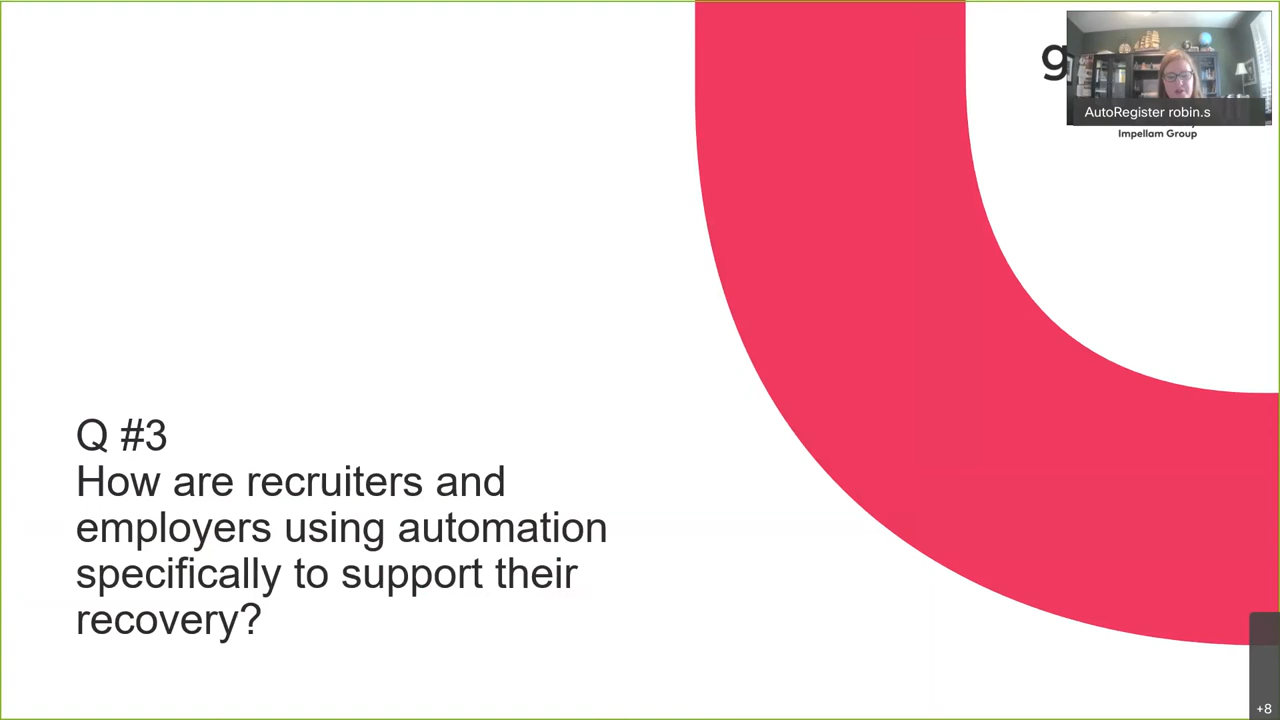 g
AutoRegister robin.s
Impellam Group
Q #3
How are recruiters and
employers using automation
specifically to support their
recovery?
+8